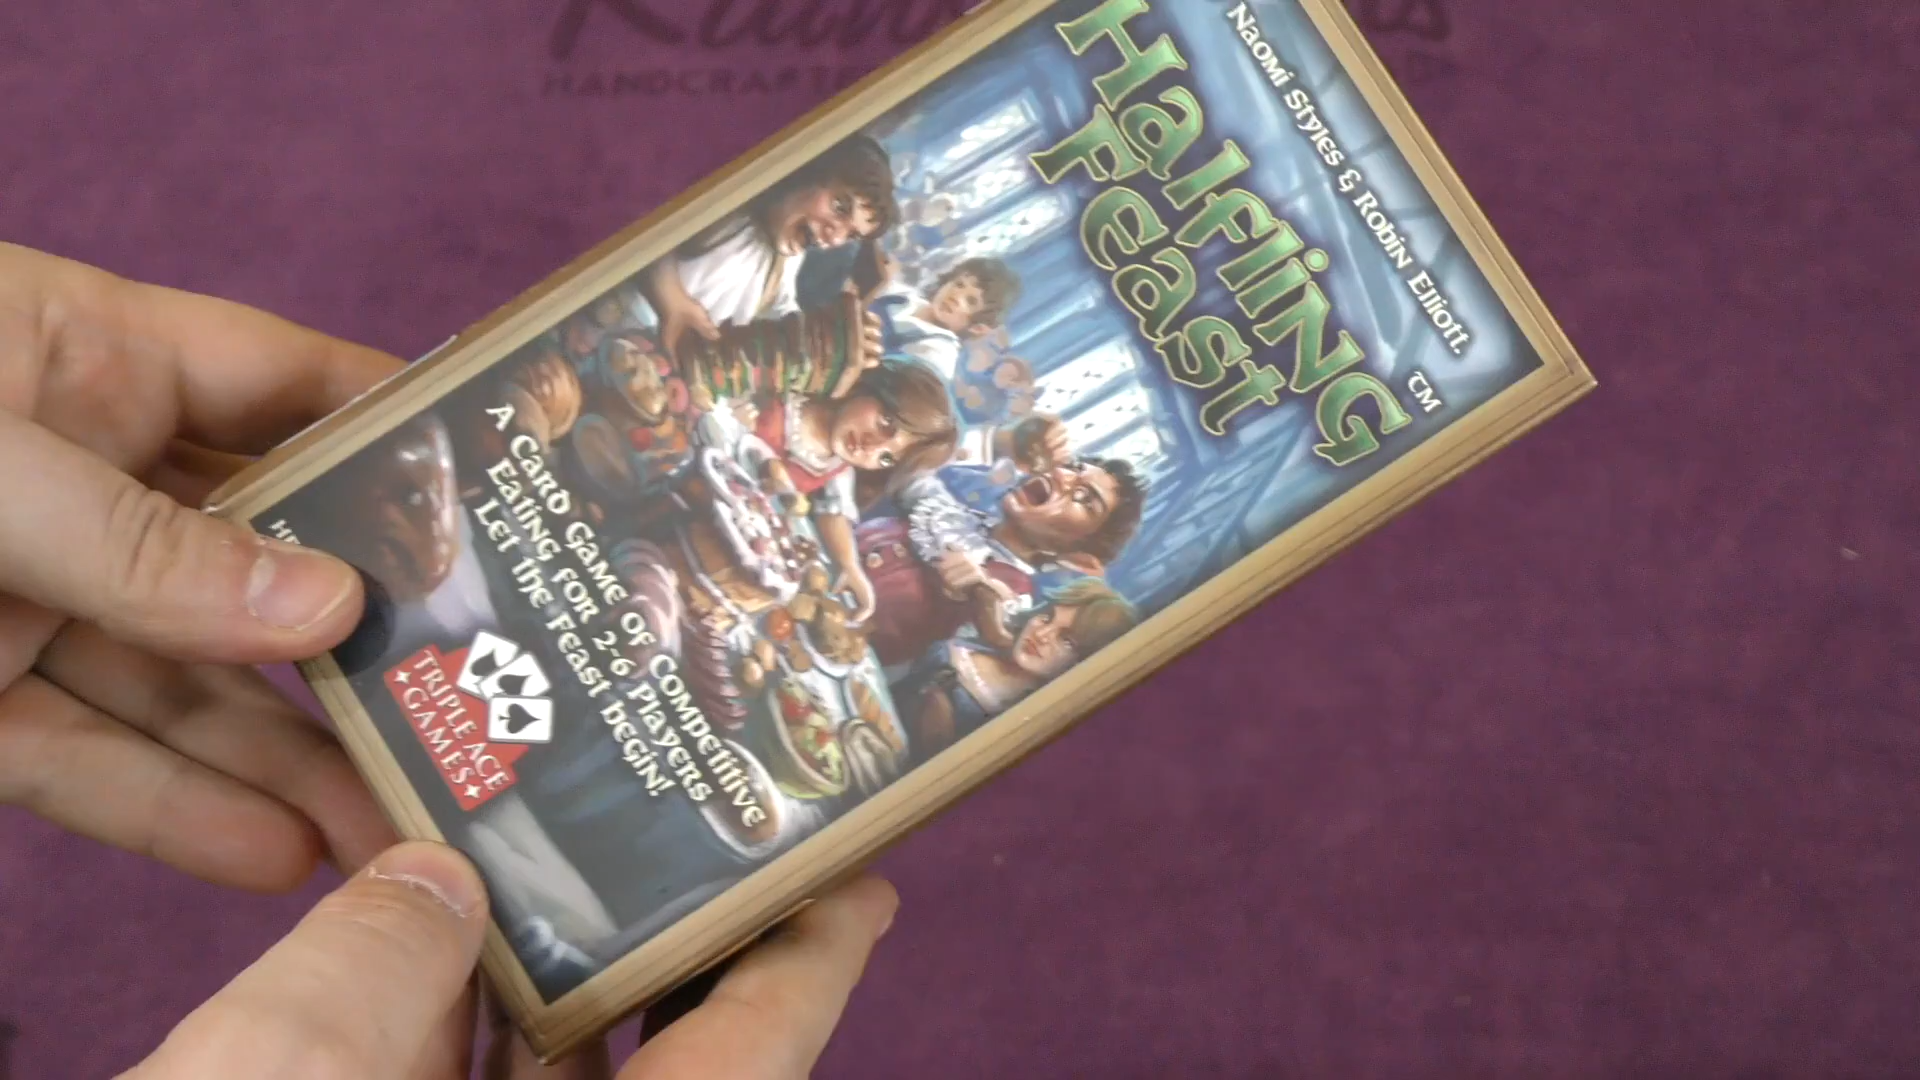 HANDCRAFTE
Naomi Styles & Robin Elliott.
Halfling
Feast
TM
A Card Game of Competitive
Eating for 2-6 Players
Let the Feast begin!
TRIPLE ACE
GAMES